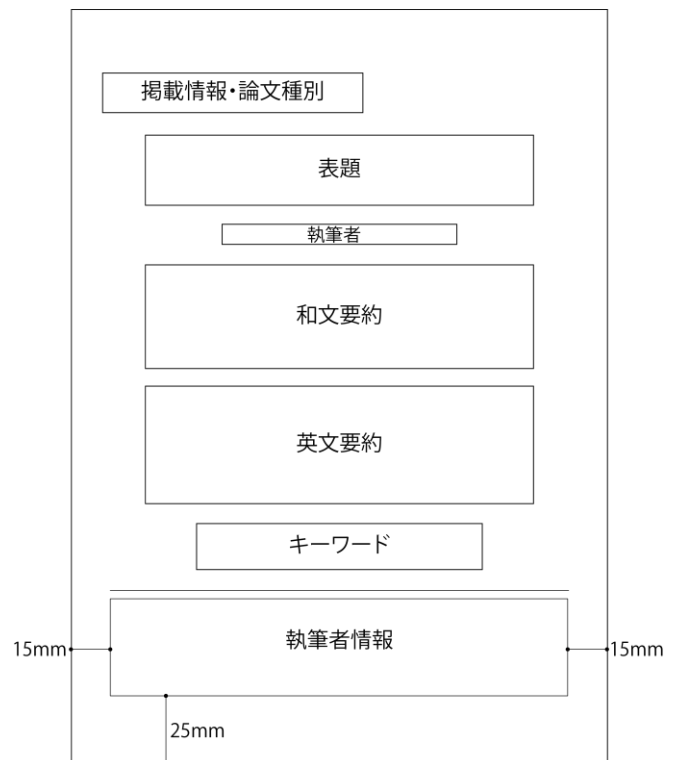 掲載情報・論文種別
表題
執筆者
和文要約
英文要約
キーワード
執筆者情報
15mm
15mm
25mm